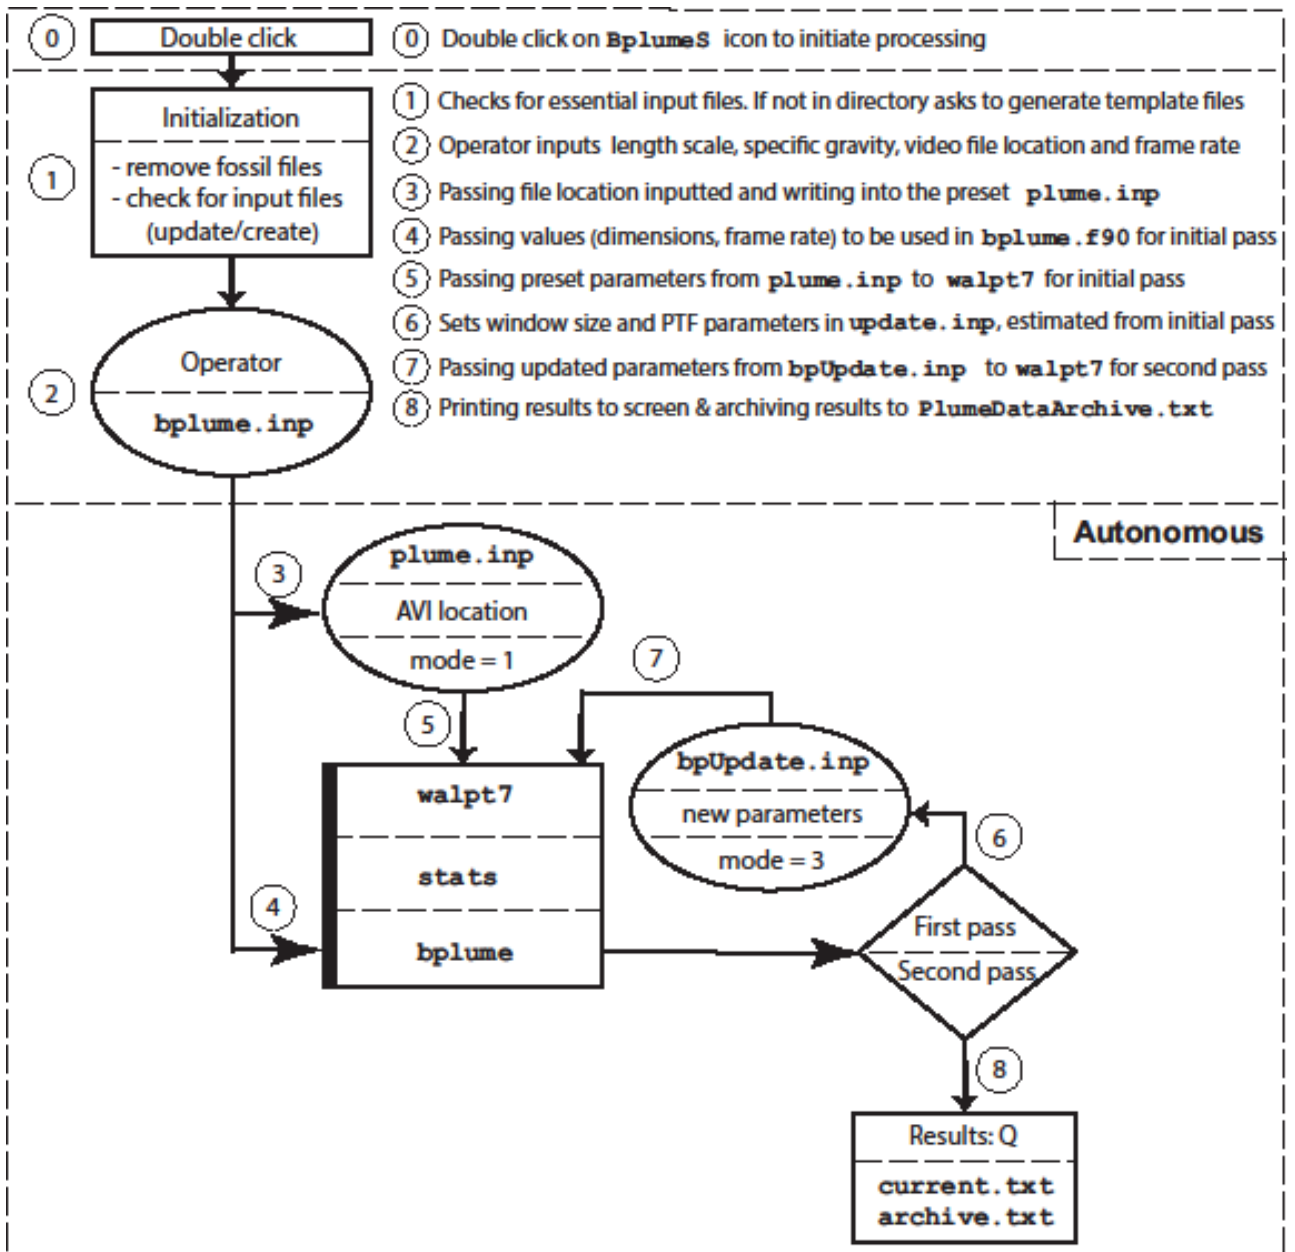 0 Double click
0 Double click on BplumeS icon to initiate processing
1 Initialization
- remove fossil files
- check for input files
(update/create)
1 Checks for essential input files. If not in directory asks to generate template files
2 Operator inputs length scale, specific gravity, video file location and frame rate
3 Passing file location inputted and writing into the preset plume.inp
4 Passing values (dimensions, frame rate) to be used in bplume.f90 for initial pass
5 Passing preset parameters from plume.inp to walpt7 for initial pass
6 Sets window size and PTF parameters in update.inp, estimated from initial pass
7 Passing updated parameters from bpUpdate.inp to walpt7 for second pass
8 Printing results to screen & archiving results to PlumeDataArchive.txt
2 Operator
bplume.inp
Autonomous
3
plume.inp
AVI location
mode = 1
7
5
bpUpdate.inp
new parameters
mode = 3
walpt7
stats
bplume
4
6
First pass
Second pass
8
Results: Q
current.txt
archive.txt